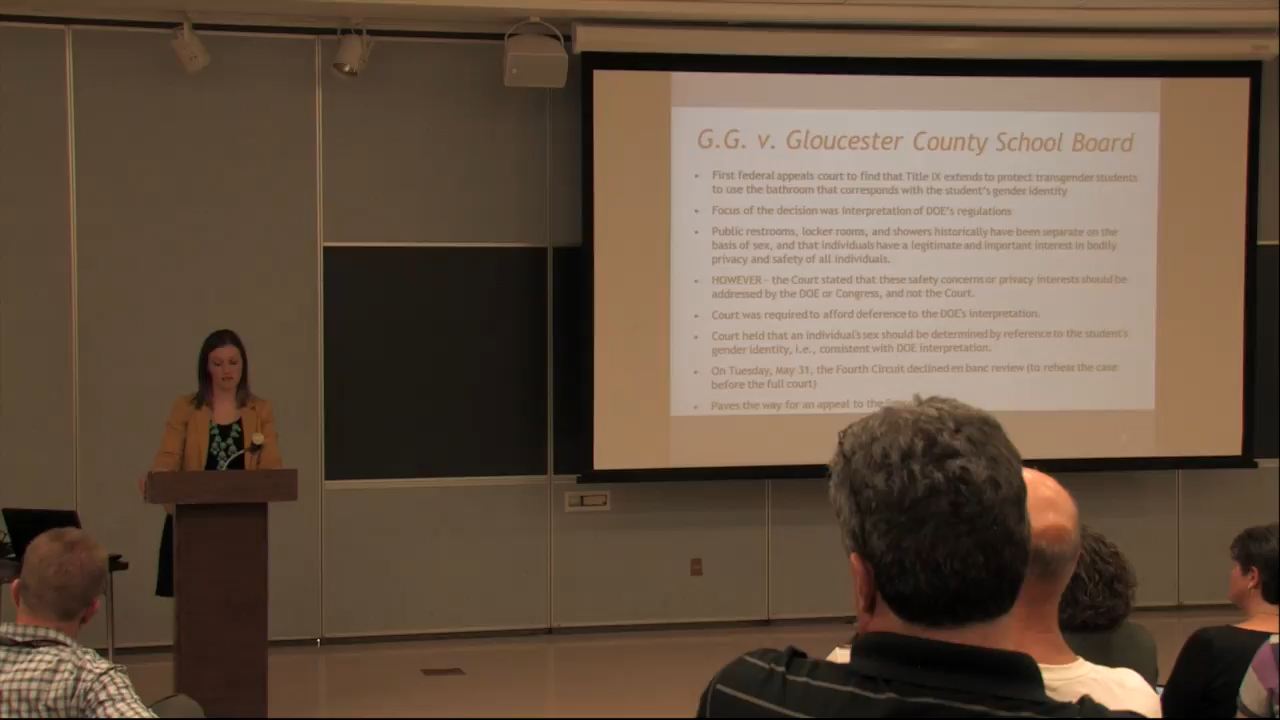 G.G. v. Gloucester County School Board
• First federal appeals court to find that Title IX extends to protect transgender students
to use the bathroom that corresponds with the student's gender identity
• Focus of the decision was interpretation of DOE's regulations
• Public restrooms, locker rooms, and showers historically have been separate on the
basis of sex, and that individuals have a legitimate and important interest in bodily
privacy and safety of all individuals.
• HOWEVER – the Court stated that these safety concerns or privacy interests should be
addressed by the DOE or Congress, and not the Court.
• Court was required to afford deference to the DOE's interpretation.
• Court held that an individual's sex should be determined by reference to the student's
gender identity, i.e., consistent with DOE interpretation.
• On Tuesday, May 31, the Fourth Circuit declined en banc review (to rehear the case
before the full court)
• Paves the way for an appeal to the